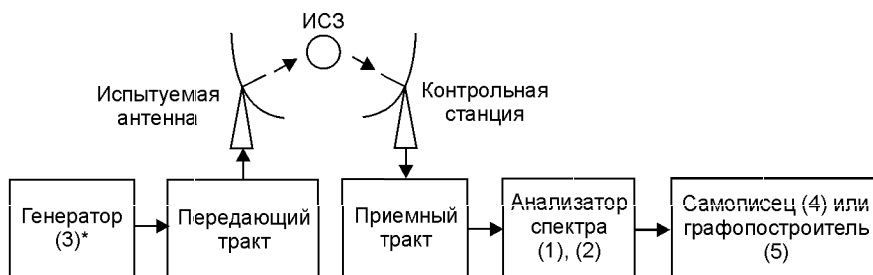 ИСЗ
Испытуемая
антенна
Контрольная
станция
Генератор
(3)*
Передающий
тракт
Приемный
тракт
Анализатор
спектра
(1), (2)
Самописец (4) или
графопостроитель
(5)